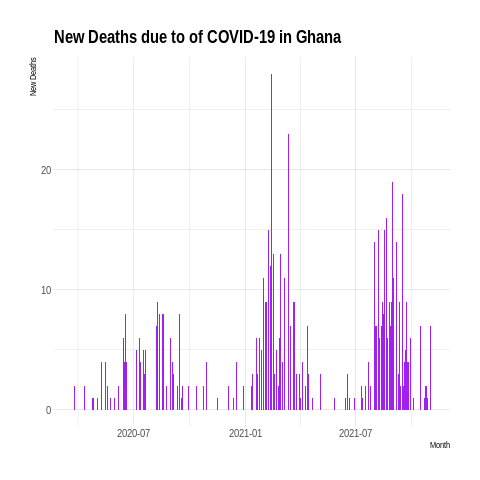 New Deaths due to of COVID-19 in Ghana
New Deaths
20
10
0
2020-07
2021-01
2021-07
Month